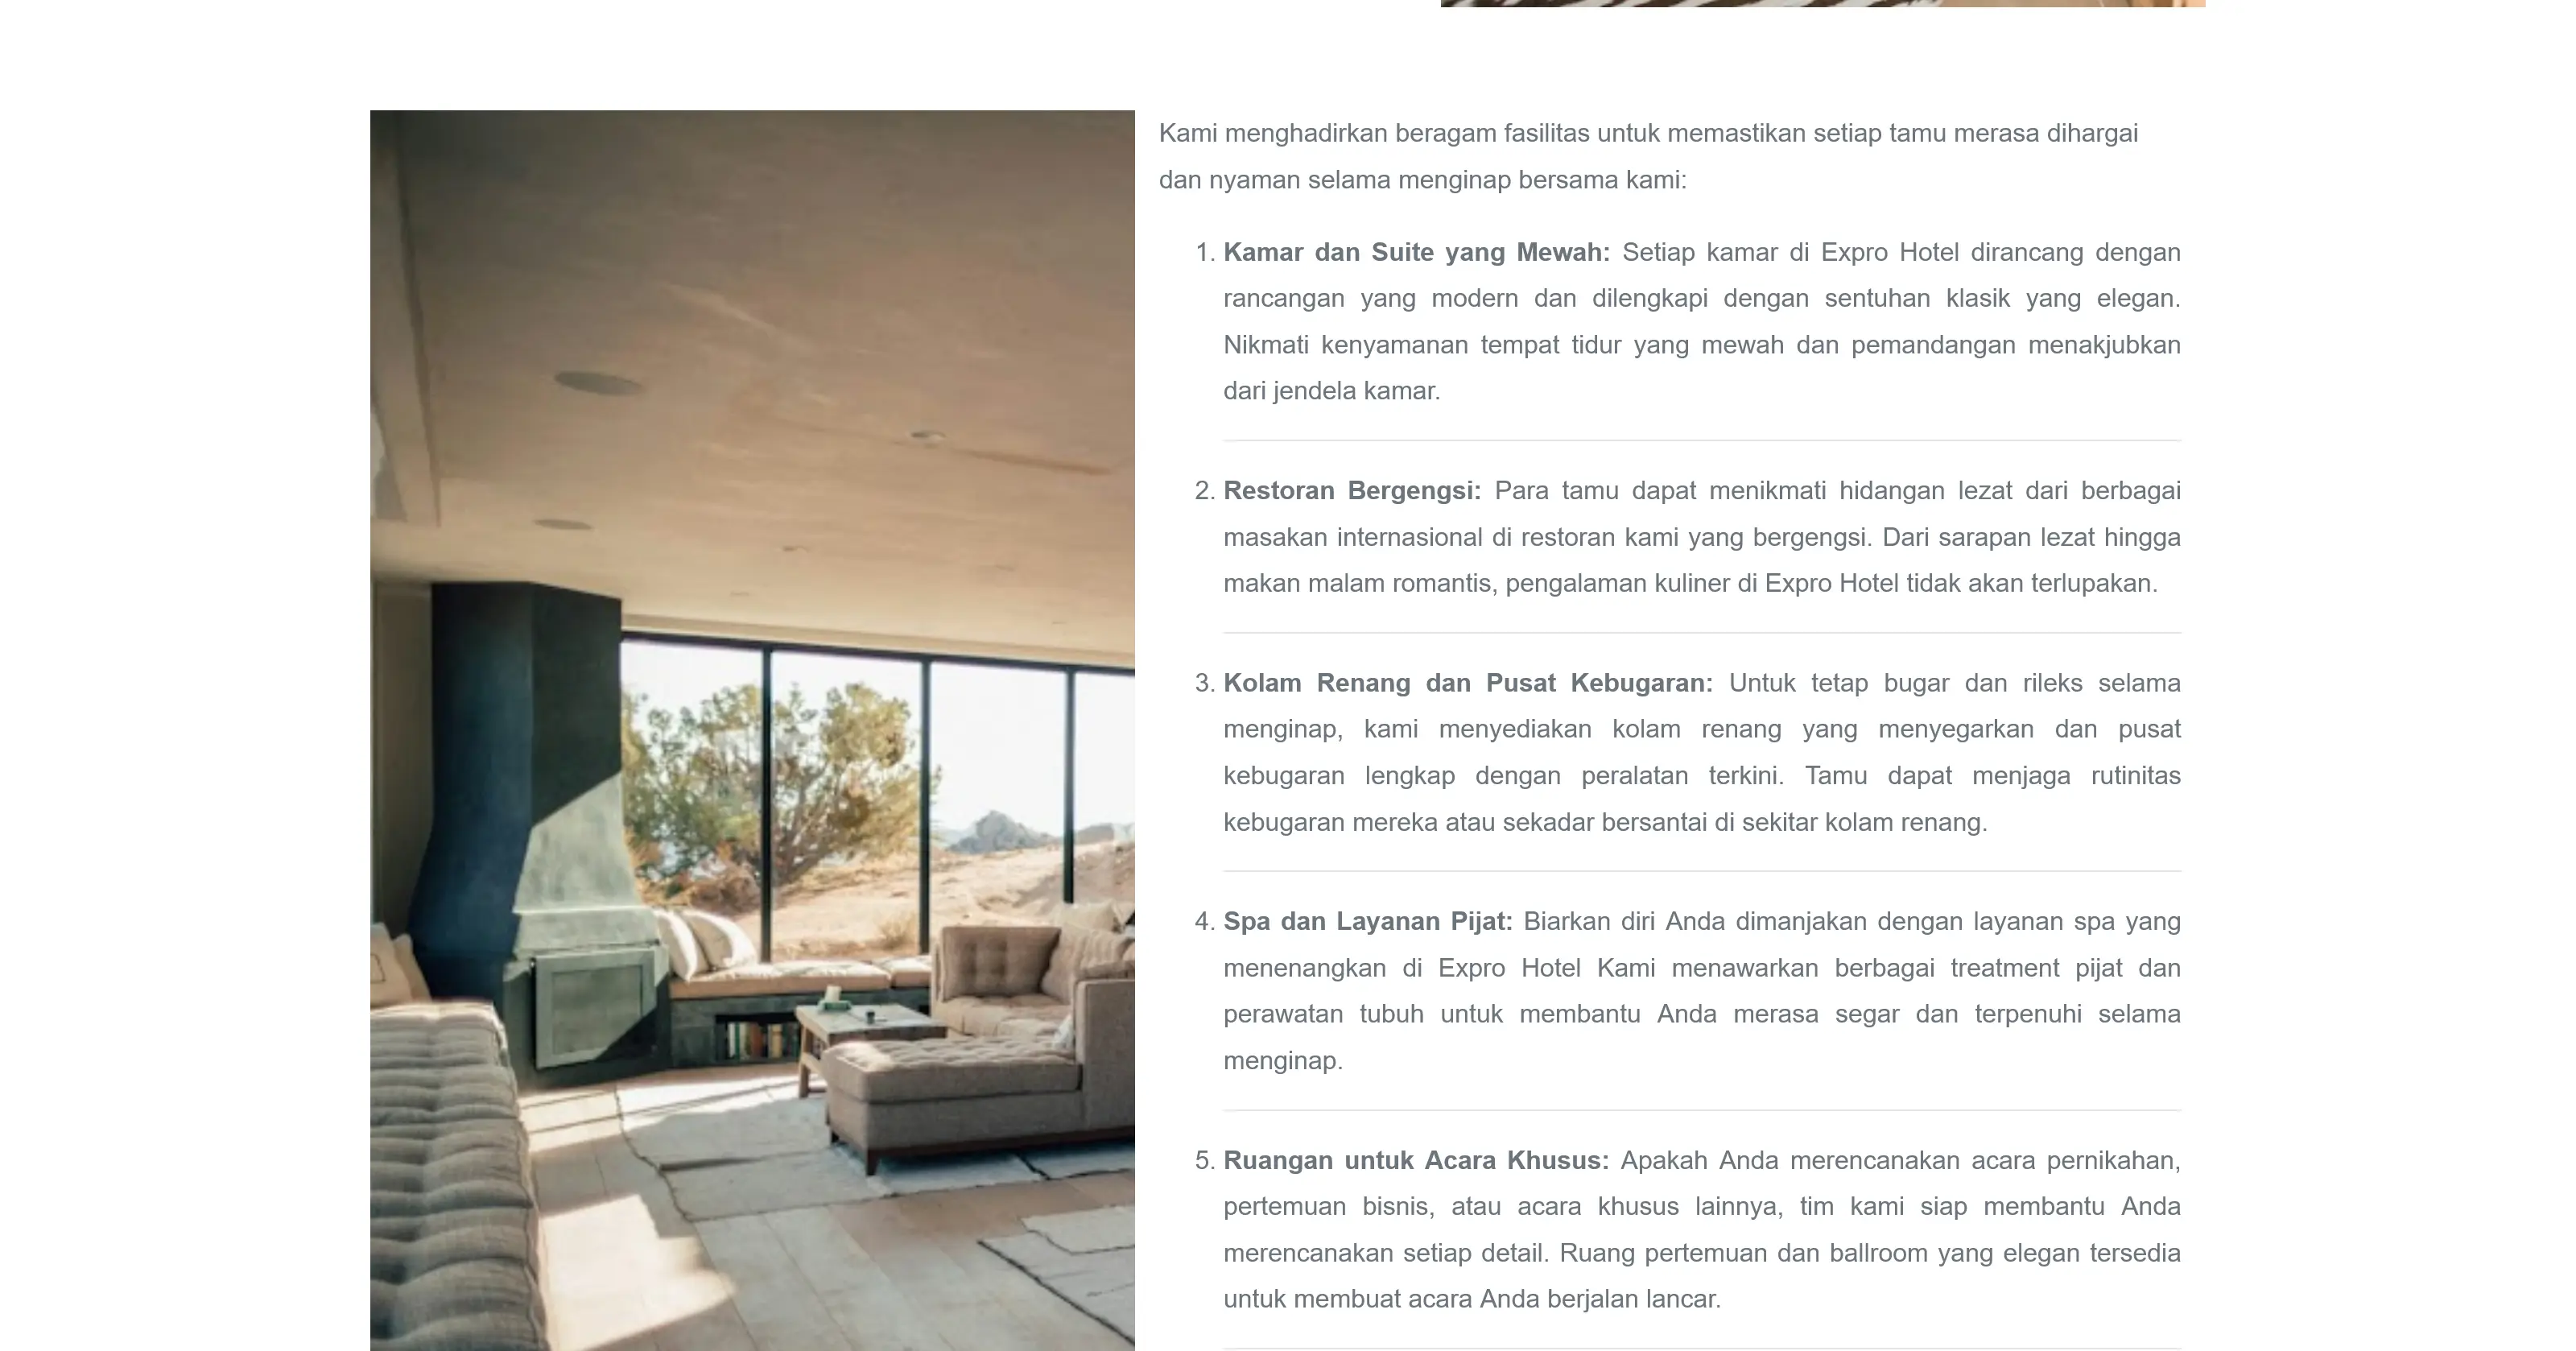 Kami menghadirkan beragam fasilitas untuk memastikan setiap tamu merasa dihargai
dan nyaman selama menginap bersama kami:
1. Kamar dan Suite yang Mewah: Setiap kamar di Expro Hotel dirancang dengan
rancangan yang modern dan dilengkapi dengan sentuhan klasik yang elegan.
Nikmati kenyamanan tempat tidur yang mewah dan pemandangan menakjubkan
dari jendela kamar.
2. Restoran Bergengsi: Para tamu dapat menikmati hidangan lezat dari berbagai
masakan internasional di restoran kami yang bergengsi. Dari sarapan lezat hingga
makan malam romantis, pengalaman kuliner di Expro Hotel tidak akan terlupakan.
3. Kolam Renang dan Pusat Kebugaran: Untuk tetap bugar dan rileks selama
menginap, kami menyediakan kolam renang yang menyegarkan dan pusat
kebugaran lengkap dengan peralatan terkini. Tamu dapat menjaga rutinitas
kebugaran mereka atau sekadar bersantai di sekitar kolam renang.
4. Spa dan Layanan Pijat: Biarkan diri Anda dimanjakan dengan layanan spa yang
menenangkan di Expro Hotel Kami menawarkan berbagai treatment pijat dan
perawatan tubuh untuk membantu Anda merasa segar dan terpenuhi selama
menginap.
5. Ruangan untuk Acara Khusus: Apakah Anda merencanakan acara pernikahan,
pertemuan bisnis, atau acara khusus lainnya, tim kami siap membantu Anda
merencanakan setiap detail. Ruang pertemuan dan ballroom yang elegan tersedia
untuk membuat acara Anda berjalan lancar.